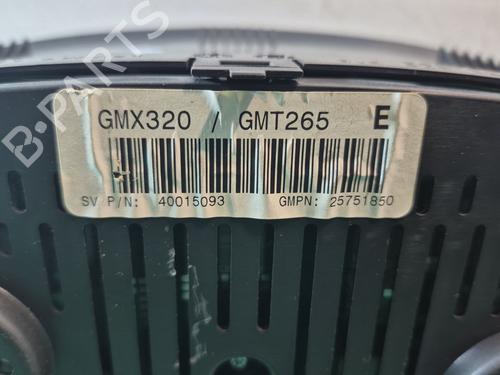 GMX320 / GMT265 E
SV P/N: 40015093 GMPN: 25751850
B-PARTS